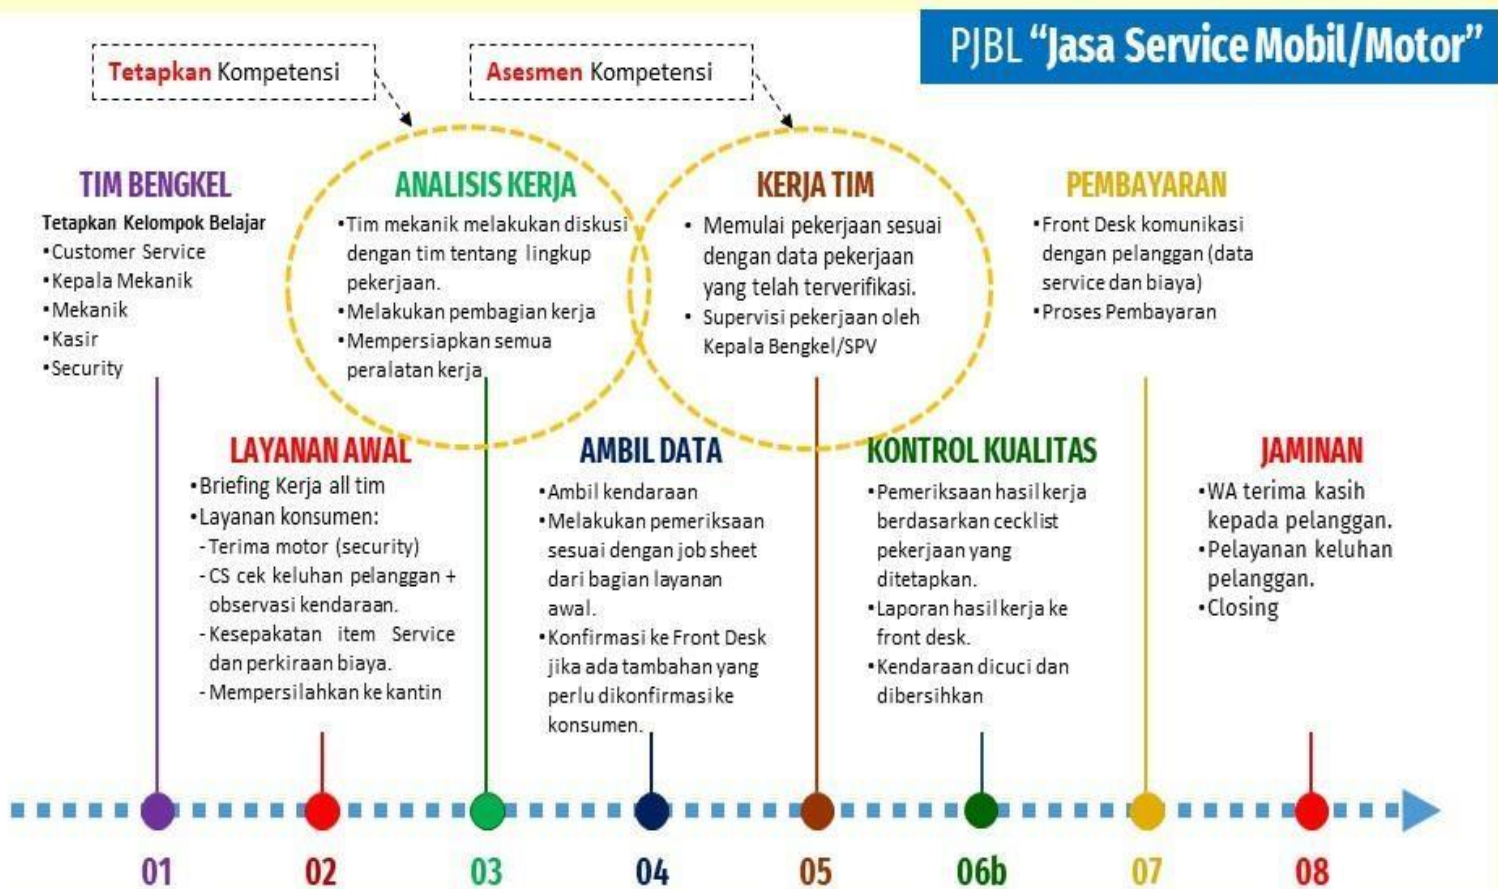 PJBL “Jasa Service Mobil/Motor”
Tetapkan Kompetensi
Asesmen Kompetensi
TIM BENGKEL
Tetapkan Kelompok Belajar
▪Customer Service
▪Kepala Mekanik
▪Mekanik
▪Kasir
▪Security
ANALISIS KERJA
▪Tim mekanik melakukan diskusi
dengan tim tentang lingkup
pekerjaan.
▪Melakukan pembagian kerja
▪Mempersiapkan semua
peralatan kerja
KERJA TIM
• Memulai pekerjaan sesuai
dengan data pekerjaan
yang telah terverifikasi.
• Supervisi pekerjaan oleh
Kepala Bengkel/SPV
PEMBAYARAN
▪Front Desk komunikasi
dengan pelanggan (data
service dan biaya)
▪Proses Pembayaran
LAYANAN AWAL
▪Briefing Kerja all tim
▪Layanan konsumen:
- Terima motor (security)
- CS cek keluhan pelanggan +
observasi kendaraan.
- Kesepakatan item Service
dan perkiraan biaya.
- Mempersilahkan ke kantin
AMBIL DATA
▪Ambil kendaraan
▪Melakukan pemeriksaan
sesuai dengan job sheet
dari bagian layanan
awal.
▪Konfirmasi ke Front Desk
jika ada tambahan yang
perlu dikonfirmasi ke
konsumen.
KONTROL KUALITAS
▪Pemeriksaan hasil kerja
berdasarkan cecklist
pekerjaan yang
ditetapkan.
▪Laporan hasil kerja ke
front desk.
▪Kendaraan dicuci dan
dibersihkan
JAMINAN
▪WA terima kasih
kepada pelanggan.
▪Pelayanan keluhan
pelanggan.
▪Closing
01
02
03
04
05
06b
07
08